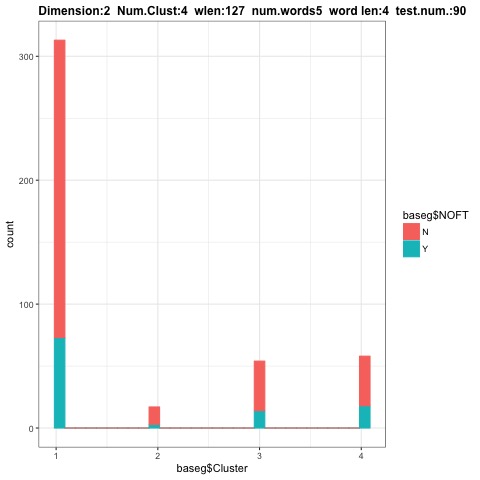 Dimension:2 Num.Clust:4 wlen:127 num.words5 word len:4 test.num.:90
300
200
100
0
count
1 2 3 4
baseg$Cluster
baseg$NOFT
N
Y